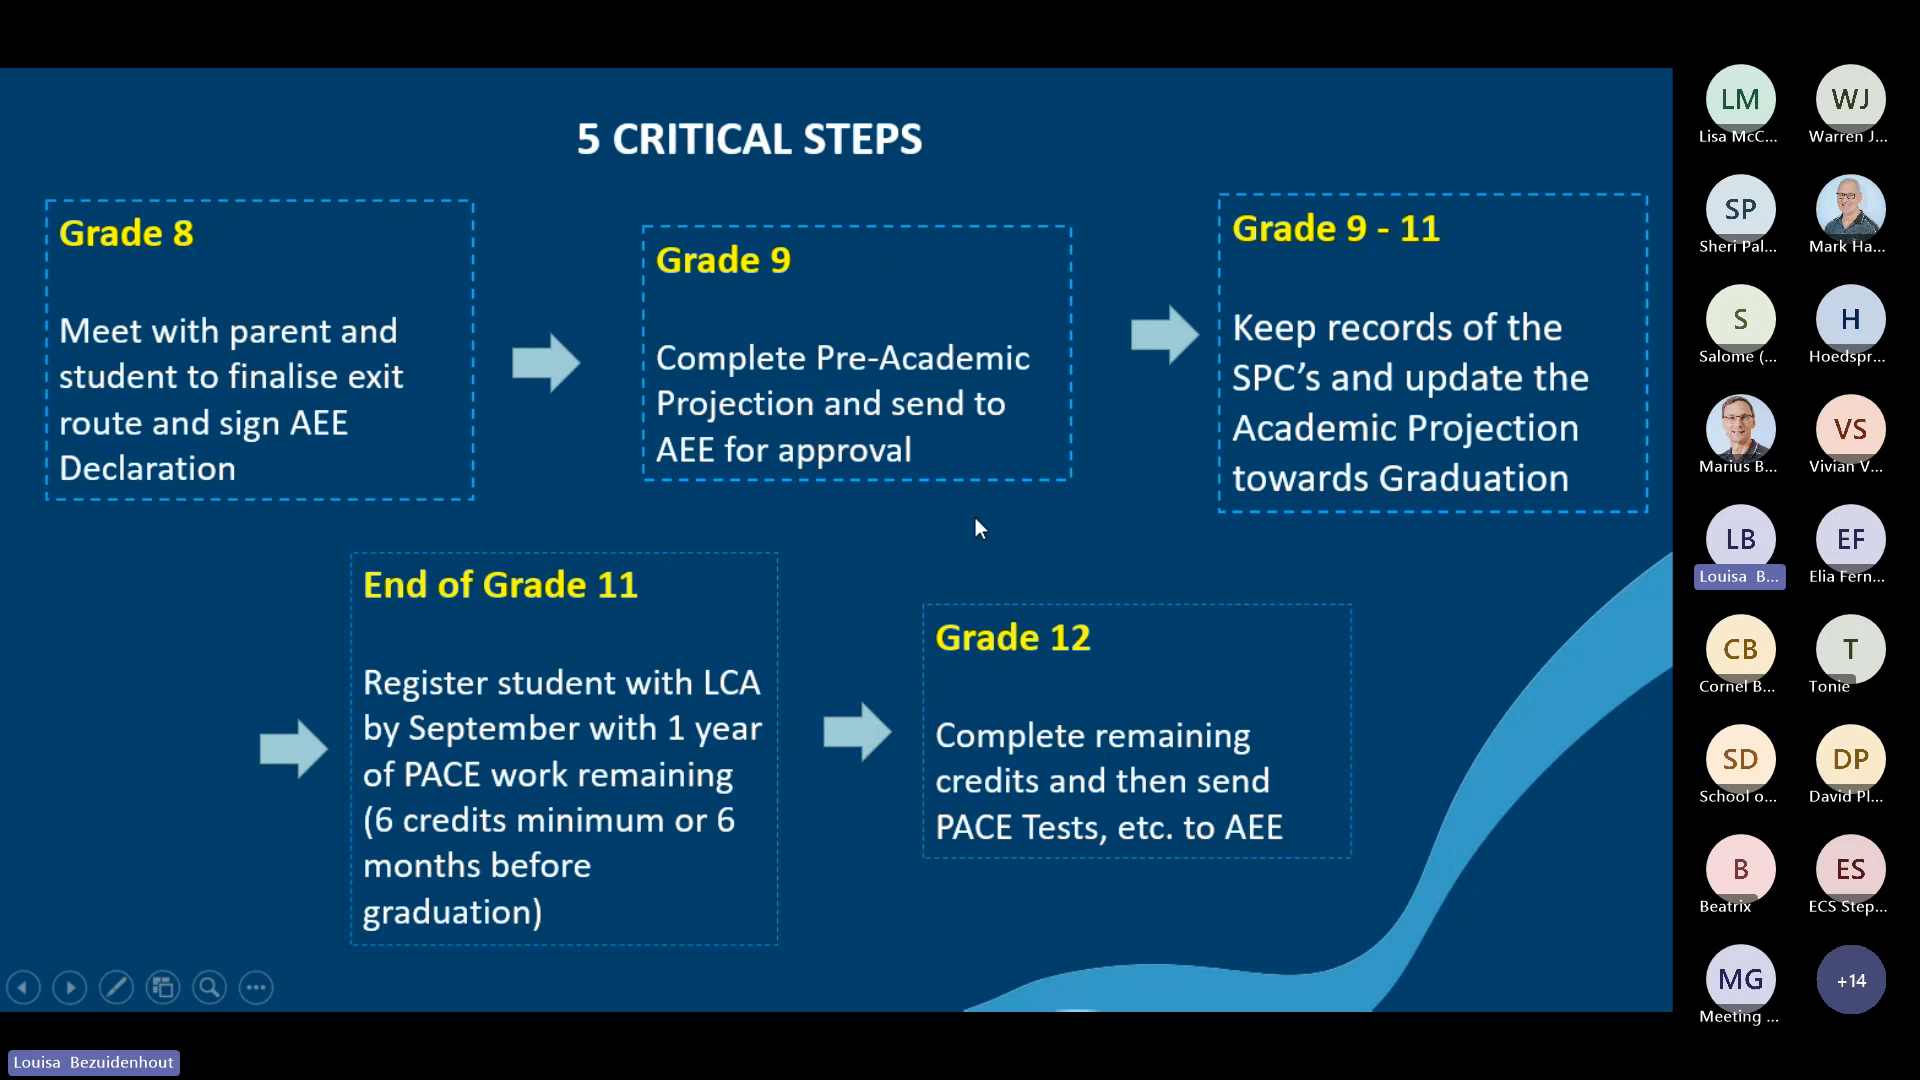 5 CRITICAL STEPS
Grade 8
Meet with parent and
student to finalise exit
route and sign AEE
Declaration
Grade 9
Complete Pre-Academic
Projection and send to
AEE for approval
Grade 9 - 11
Keep records of the
SPC’s and update the
Academic Projection
towards Graduation
End of Grade 11
Register student with LCA
by September with 1 year
of PACE work remaining
(6 credits minimum or 6
months before
graduation)
Grade 12
Complete remaining
credits and then send
PACE Tests, etc. to AEE
LM
Lisa McC...
WJ
Warren J...
SP
Sheri Pal...
Mark Ha...
S
Salome (...
H
Hoedspr...
Marius B...
VS
Vivian V...
LB
Louisa B...
EF
Elia Fern...
CB
Cornel B...
T
Tonie
SD
School o...
DP
David Pl...
B
Beatrix
ES
ECS Step...
MG
Meeting ...
+14
Louisa Bezuidenhout